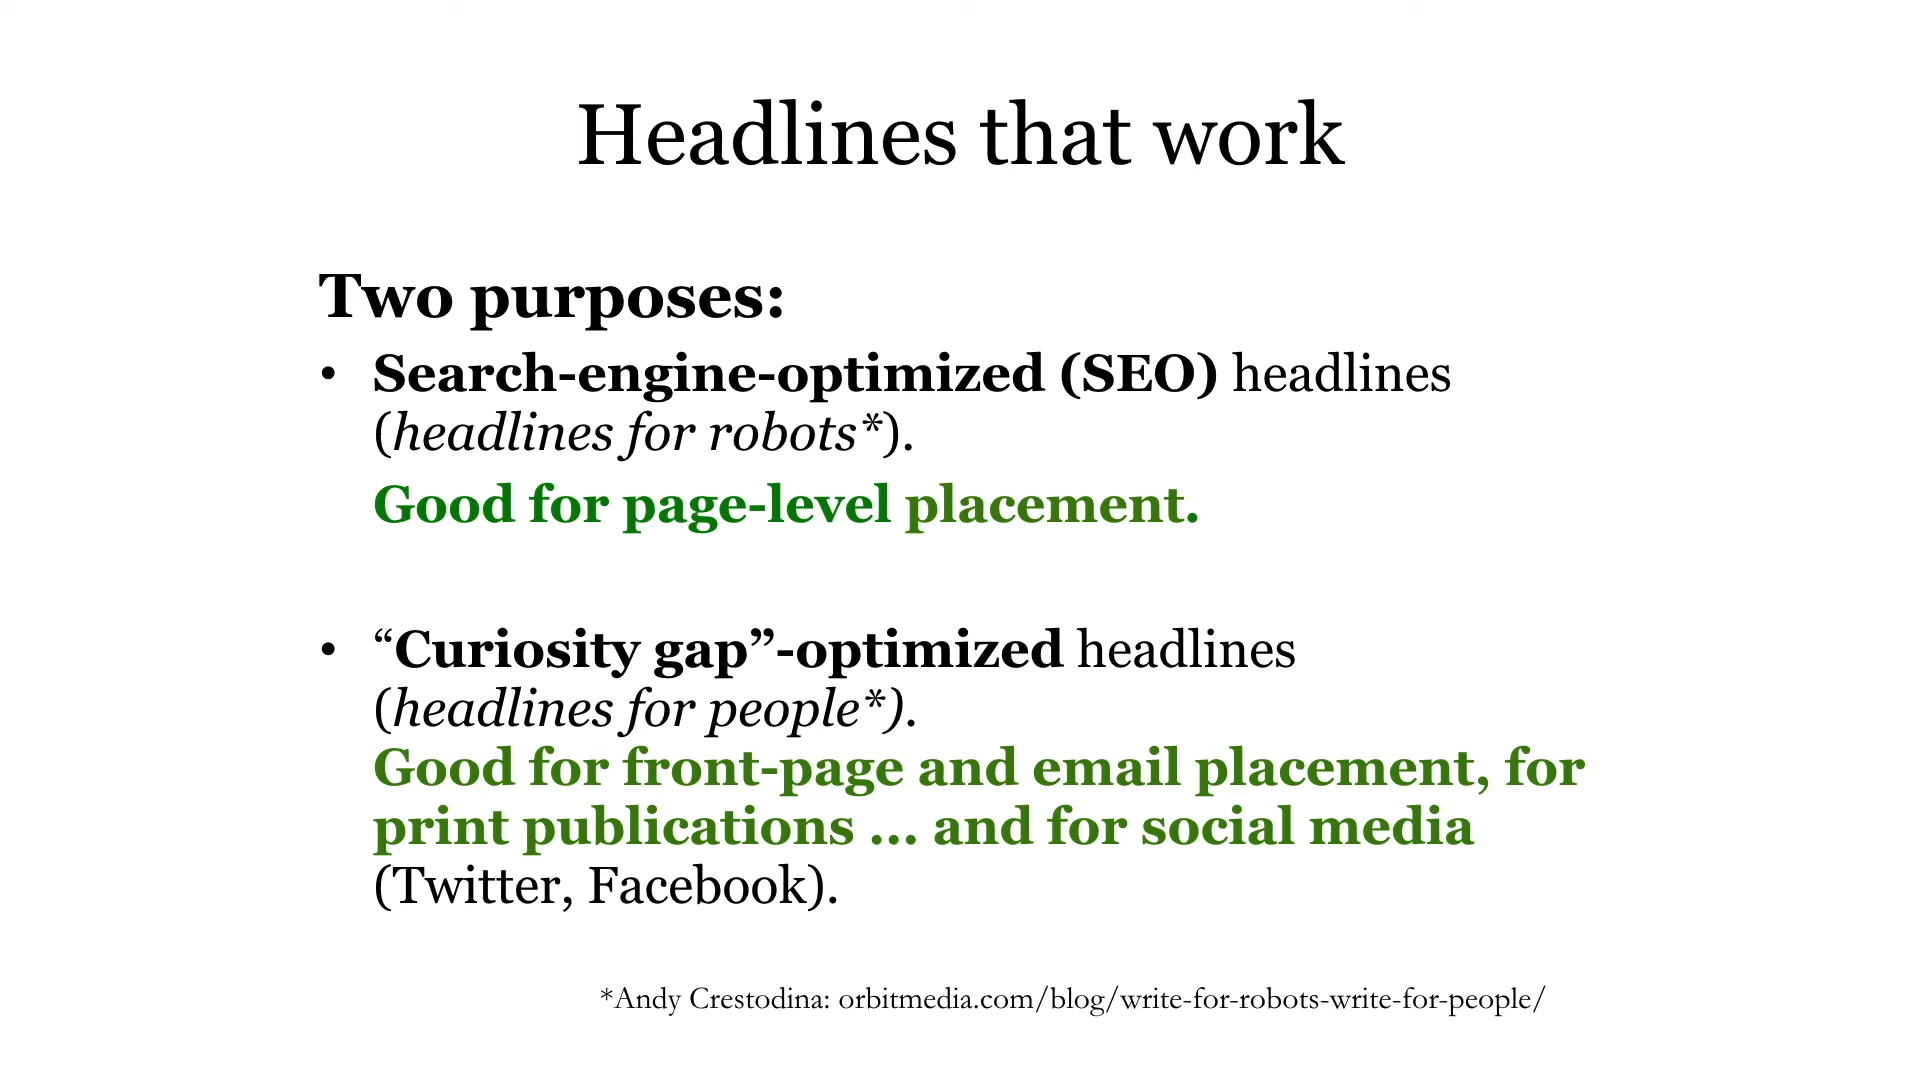 Headlines that work
Two purposes:
• Search-engine-optimized (SEO) headlines
(headlines for robots*).
Good for page-level placement.
• “Curiosity gap”-optimized headlines
(headlines for people*).
Good for front-page and email placement, for
print publications … and for social media
(Twitter, Facebook).
*Andy Crestodina: orbitmedia.com/blog/write-for-robots-write-for-people/